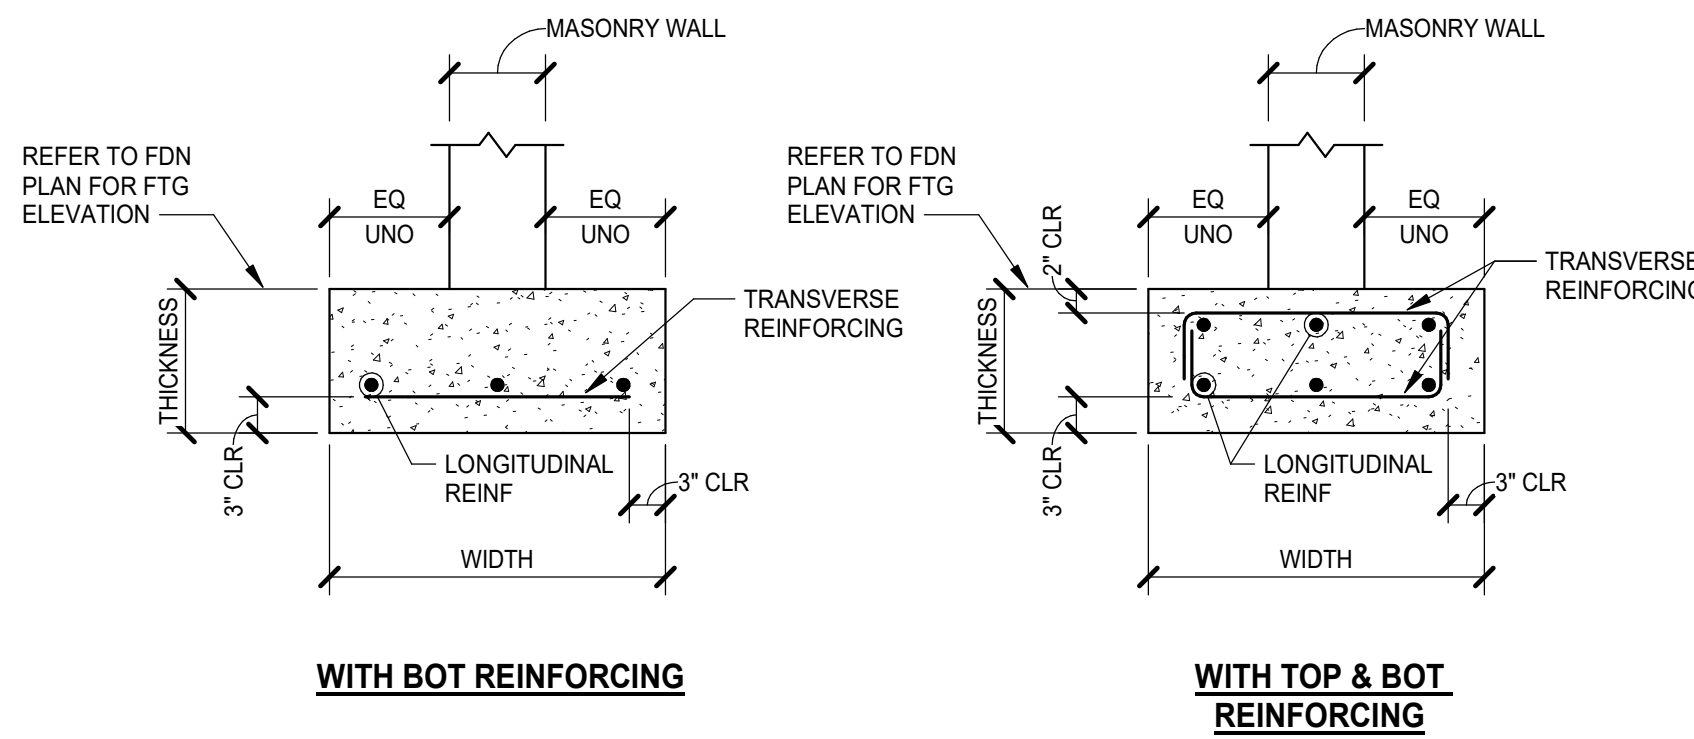 MASONRY WALL
REFER TO FDN
PLAN FOR FTG
ELEVATION
EQ
UNO
EQ
UNO
THICKNESS
3" CLR
TRANSVERSE
REINFORCING
LONGITUDINAL
REINF
3" CLR
WIDTH
WITH BOT REINFORCING
MASONRY WALL
REFER TO FDN
PLAN FOR FTG
ELEVATION
2" CLR
EQ
UNO
EQ
UNO
THICKNESS
3" CLR
TRANSVERSE
REINFORCING
LONGITUDINAL
REINF
3" CLR
WIDTH
WITH TOP & BOT
REINFORCING